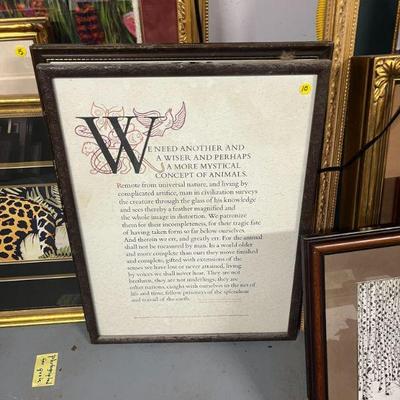 5
10
WE NEED ANOTHER AND
A WISER AND PERHAPS
A MORE MYSTICAL
CONCEPT OF ANIMALS.
Remote from universal nature, and living by
complicated artifice, man in civilization surveys
the creature through the glass of his knowledge
and sees thereby a feather magnified and
the whole image in distortion. We patronize
them for their incompleteness, for their tragic fate
of having taken form so far below ourselves.
And therein we err, and greatly err. For the animal
shall not be measured by man. In a world older
and more complete than ours they move finished
and complete, gifted with extensions of the
senses we have lost or never attained, living
by voices we shall never hear. They are not
brethren, they are not underlings; they are
other nations, caught with ourselves in the net of
life and time, fellow prisoners of the splendour
and travail of the earth.